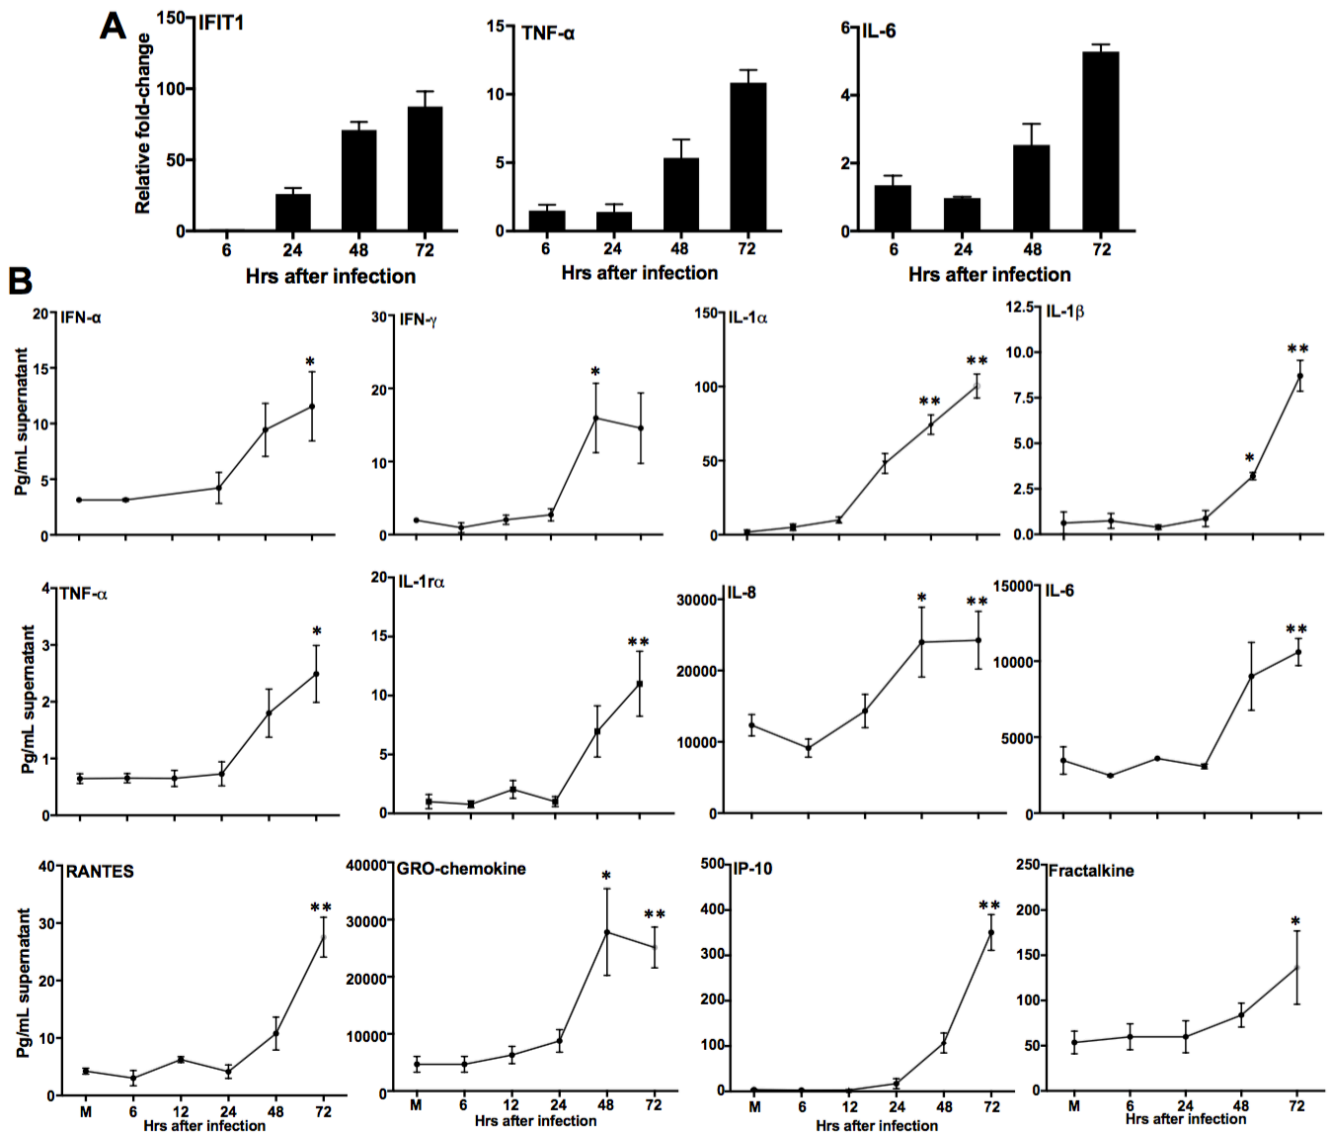 A
IFIT1
150
100
50
0
Relative fold-change
6 24 48 72
Hrs after infection
TNF-α
15
10
5
0
6 24 48 72
Hrs after infection
IL-6
6
4
2
0
6 24 48 72
Hrs after infection
B
IFN-α
20
15
10
5
0
Pg/mL supernatant
*
IFN-γ
30
20
10
0
*
IL-1α
150
100
50
0
**
**
IL-1β
12.5
10.0
7.5
5.0
2.5
0.0
*
**
TNF-α
4
3
2
1
0
Pg/mL supernatant
*
IL-1rα
20
15
10
5
0
**
IL-8
30000
20000
10000
0
*
**
IL-6
15000
10000
5000
0
**
RANTES
40
30
20
10
0
Pg/mL supernatant
**
M 6 12 24 48 72
Hrs after infection
GRO-chemokine
40000
30000
20000
10000
0
*
**
M 6 12 24 48 72
Hrs after infection
IP-10
500
400
300
200
100
0
**
M 6 12 24 48 72
Hrs after infection
Fractalkine
250
200
150
100
50
0
*
M 6 24 48 72
Hrs after infection